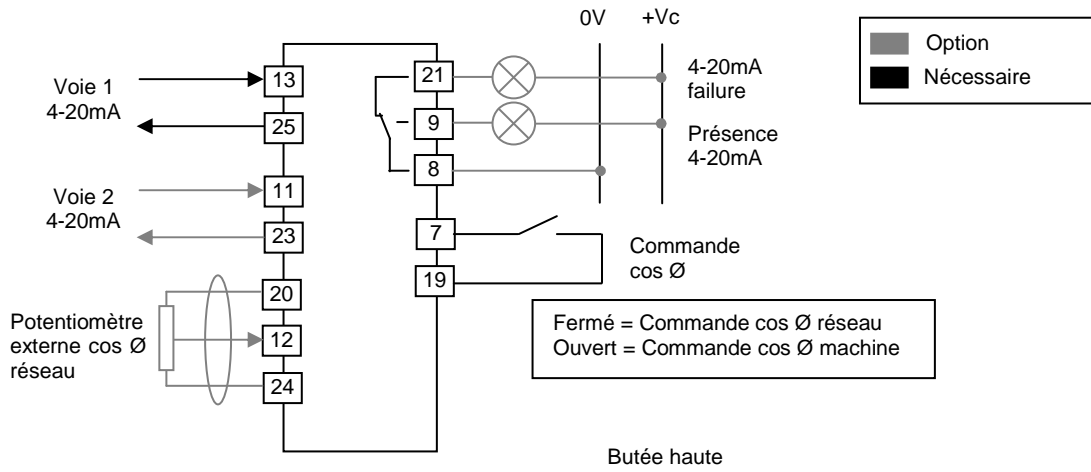 0V
+Vc
Option
Nécessaire
Voie 1
4-20mA
13
25
21
9
8
4-20mA
failure
Présence
4-20mA
Voie 2
4-20mA
11
23
7
19
Commande
cos Ø
Potentiomètre
externe cos Ø
réseau
20
12
24
Fermé = Commande cos Ø réseau
Ouvert = Commande cos Ø machine
Butée haute